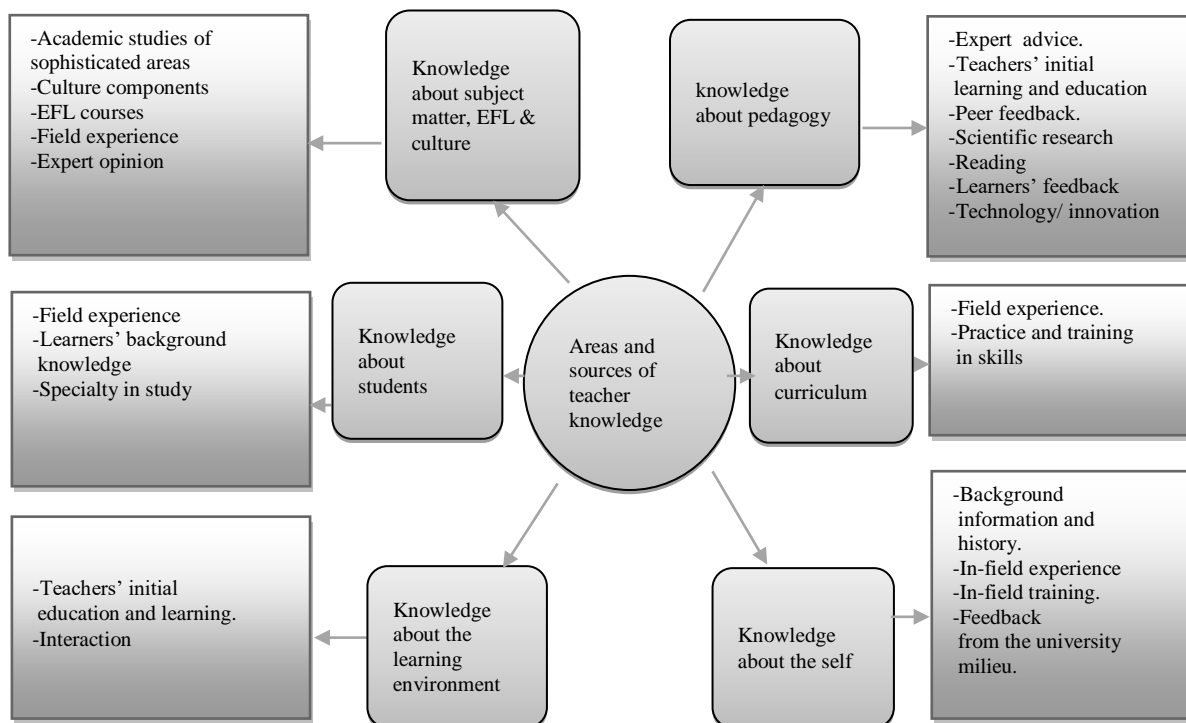 -Academic studies of
sophisticated areas
-Culture components
-EFL courses
-Field experience
-Expert opinion
Knowledge
about subject
matter, EFL &
culture
knowledge
about pedagogy
-Expert  advice.
-Teachers’ initial
learning and education
-Peer feedback.
-Scientific research
-Reading
-Learners’ feedback
-Technology/ innovation
-Field experience
-Learners’ background
knowledge
-Specialty in study
Knowledge
about
students
Areas and
sources of
teacher
knowledge
Knowledge
about
curriculum
-Field experience.
-Practice and training
in skills
-Teachers’ initial
education and learning.
-Interaction
Knowledge
about the
learning
environment
Knowledge
about the self
-Background
information and
history.
-In-field experience
-In-field training.
-Feedback
from the university
milieu.